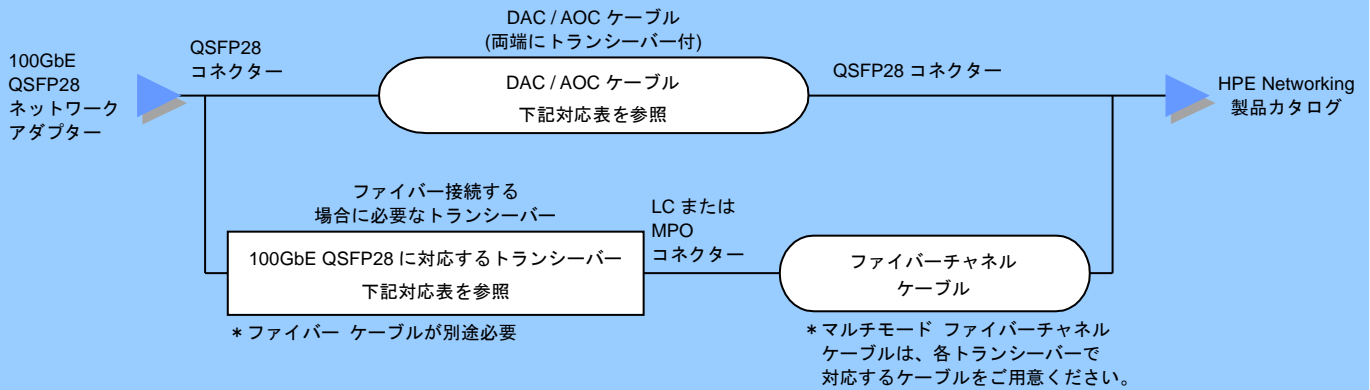 100GbE
QSFP28
ネットワーク
アダプター
QSFP28
コネクター
DAC / AOC ケーブル
(両端にトランシーバー付)
DAC / AOC ケーブル
下記対応表を参照
QSFP28 コネクター
HPE Networking
製品カタログ
ファイバー接続する
場合に必要なトランシーバー
100GbE QSFP28 に対応するトランシーバー
下記対応表を参照
*ファイバー ケーブルが別途必要
LC または
MPO
コネクター
ファイバーチャネル
ケーブル
*マルチモード ファイバーチャネル
ケーブルは、各トランシーバーで
対応するケーブルをご用意ください。